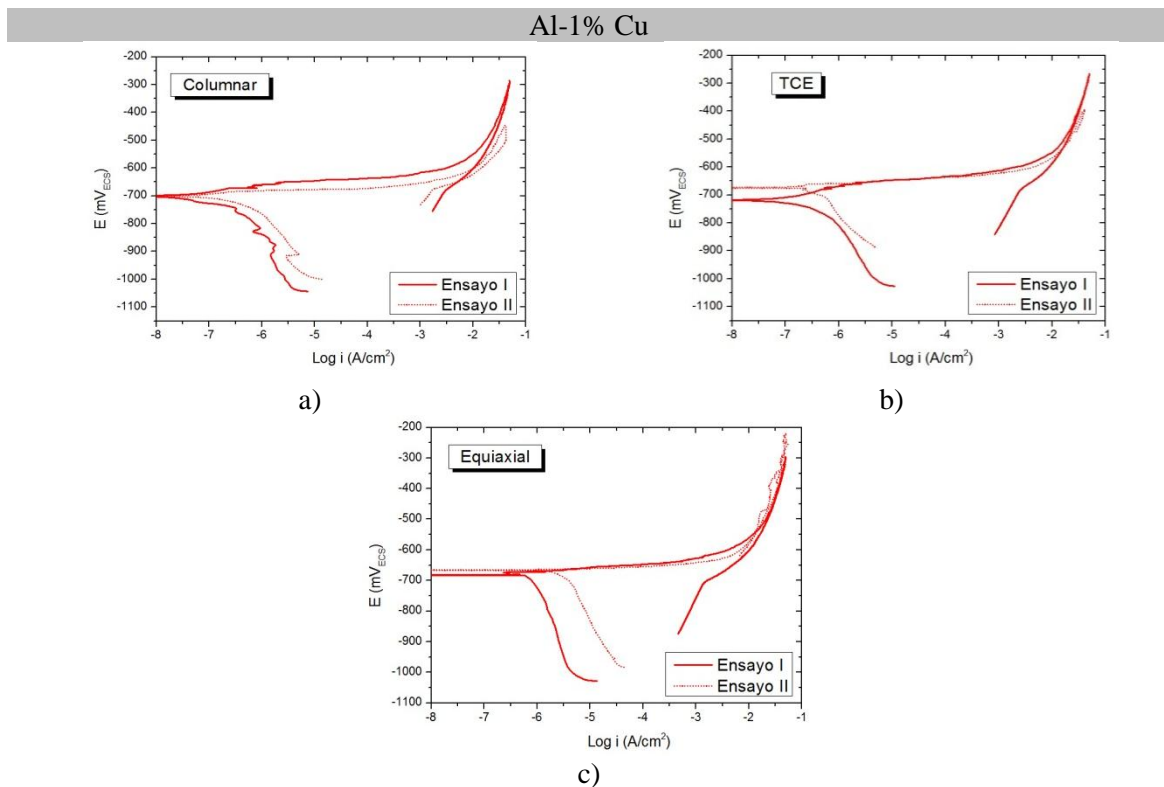 Al-1% Cu
-200
-300
-400
-500
-600
-700
-800
-900
-1000
-1100
E (mV_ECS)
Columnar
Ensayo I
Ensayo II
-8 -7 -6 -5 -4 -3 -2 -1
Log i (A/cm²)
a)
-200
-300
-400
-500
-600
-700
-800
-900
-1000
-1100
E (mV_ECS)
TCE
Ensayo I
Ensayo II
-8 -7 -6 -5 -4 -3 -2 -1
Log i (A/cm²)
b)
-200
-300
-400
-500
-600
-700
-800
-900
-1000
-1100
E (mV_ECS)
Equiaxial
Ensayo I
Ensayo II
-8 -7 -6 -5 -4 -3 -2 -1
Log i (A/cm²)
c)